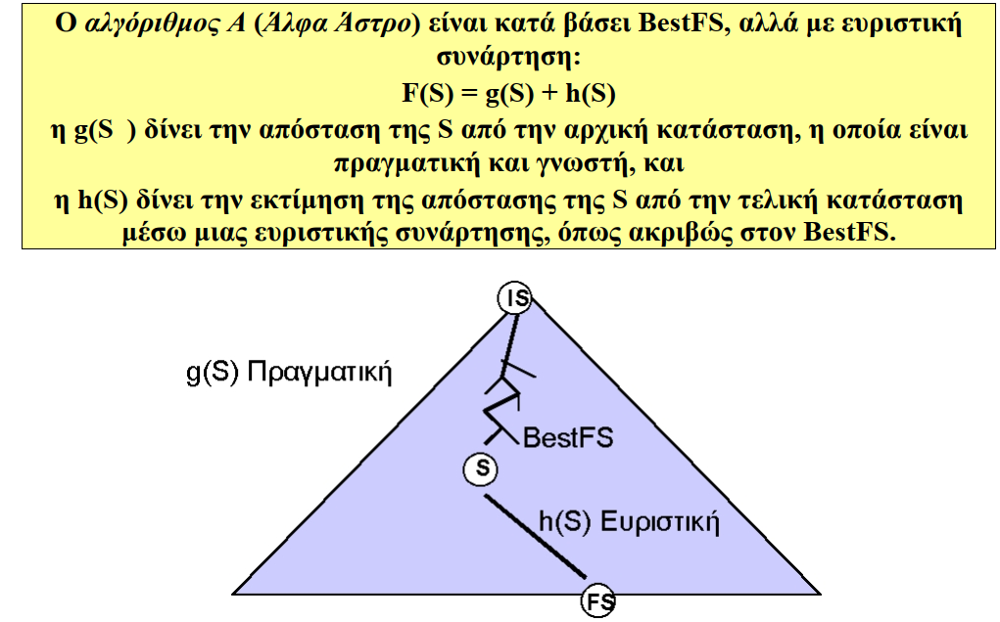 Ο αλγόριθμος Α (Άλφα Άστρο) είναι κατά βάσει BestFS, αλλά με ευριστική
συνάρτηση:
F(S) = g(S) + h(S)
η g(S ) δίνει την απόσταση της S από την αρχική κατάσταση, η οποία είναι
πραγματική και γνωστή, και
η h(S) δίνει την εκτίμηση της απόστασης της S από την τελική κατάσταση
μέσω μιας ευριστικής συνάρτησης, όπως ακριβώς στον BestFS.
IS
g(S) Πραγματική
BestFS
S
h(S) Ευριστική
FS